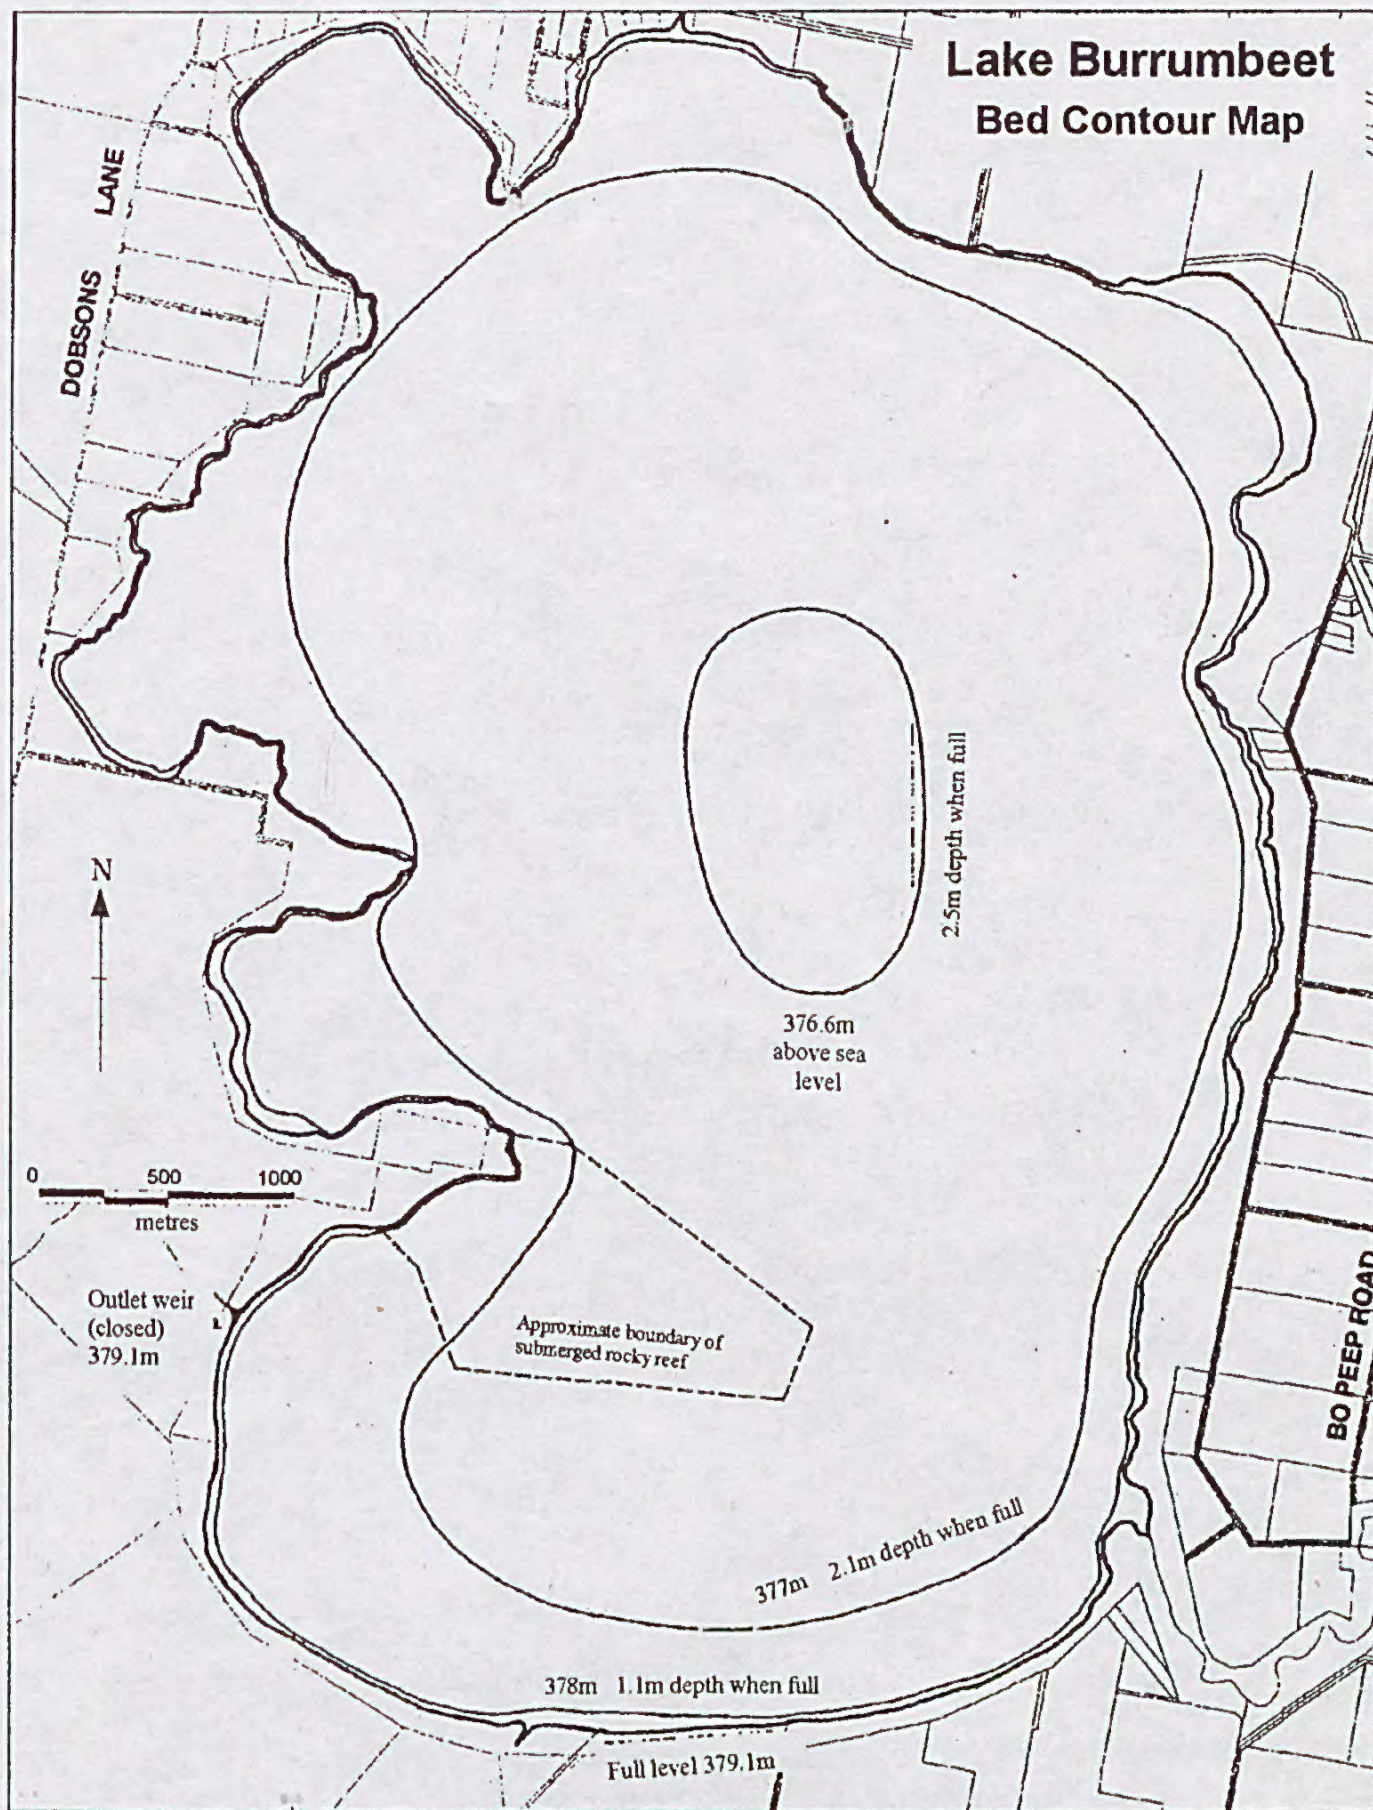 Lake Burrumbeet
Bed Contour Map
DOBSONS LANE
2.5m depth when full
N
376.6m
above sea
level
0 500 1000
metres
Outlet weir
(closed)
379.1m
Approximate boundary of
submerged rocky reef
BO PEEP ROAD
377m 2.1m depth when full
378m 1.1m depth when full
Full level 379.1m